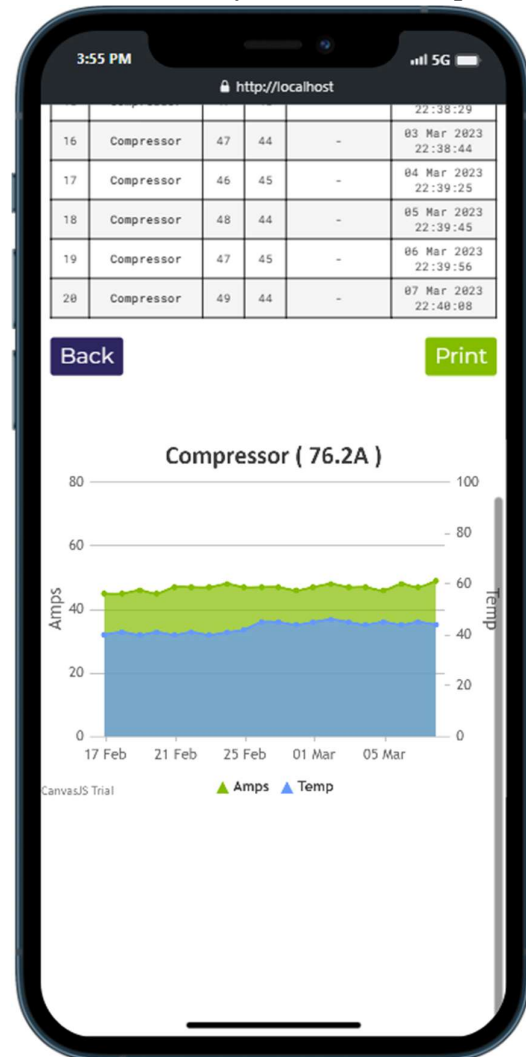 3:55 PM 5G
http://localhost
22:38:29
16 Compressor 47 44 - 03 Mar 2023
22:38:44
17 Compressor 46 45 - 04 Mar 2023
22:39:25
18 Compressor 48 44 - 05 Mar 2023
22:39:45
19 Compressor 47 45 - 06 Mar 2023
22:39:56
20 Compressor 49 44 - 07 Mar 2023
22:40:08
Back Print
Compressor ( 76.2A )
80 100
80
60
60
Amps Temp
40
40
20
20
0 0
17 Feb 21 Feb 25 Feb 01 Mar 05 Mar
CanvasJS Trial Amps Temp